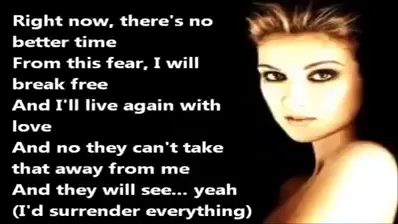 Right now, there's no
better time
From this fear, I will
break free
And I'll live again with
love
And no they can't take
that away from me
And they will see... yeah
(I'd surrender everything)